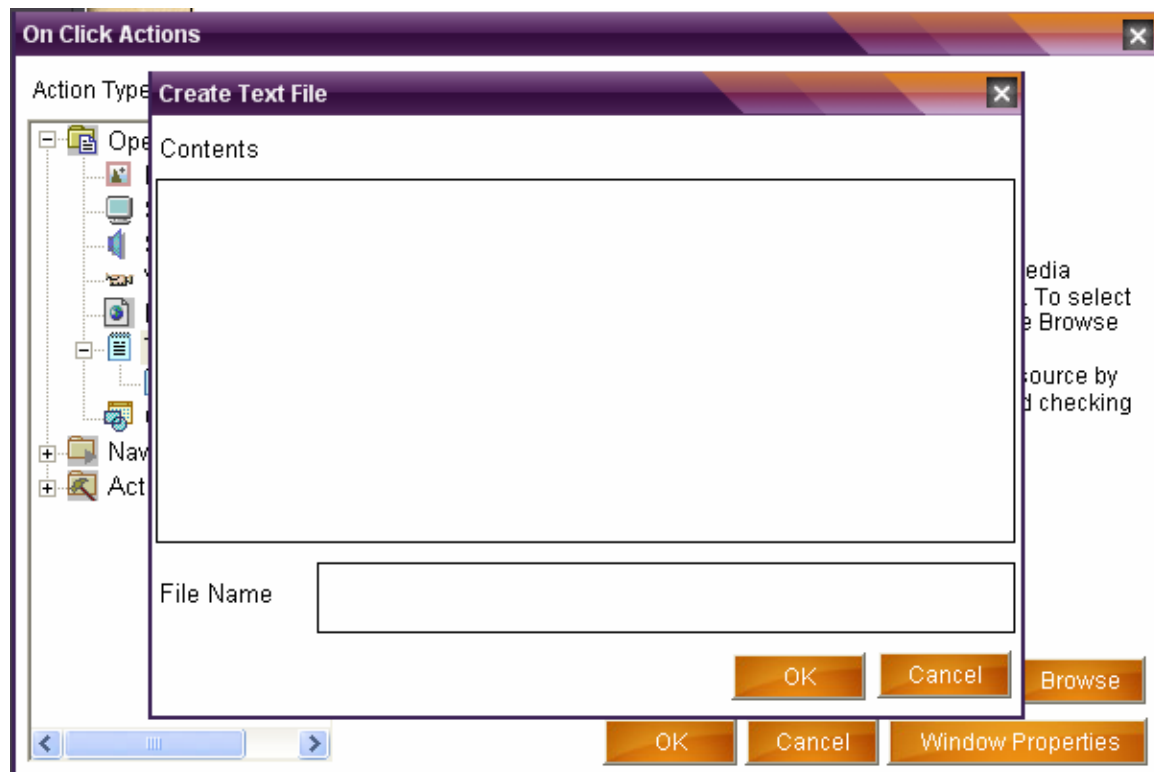 On Click Actions
Action Type
Create Text File
Contents
Ope
Nav
Act
edia
. To select
e Browse
source by
d checking
File Name
OK
Cancel
Browse
OK
Cancel
Window Properties